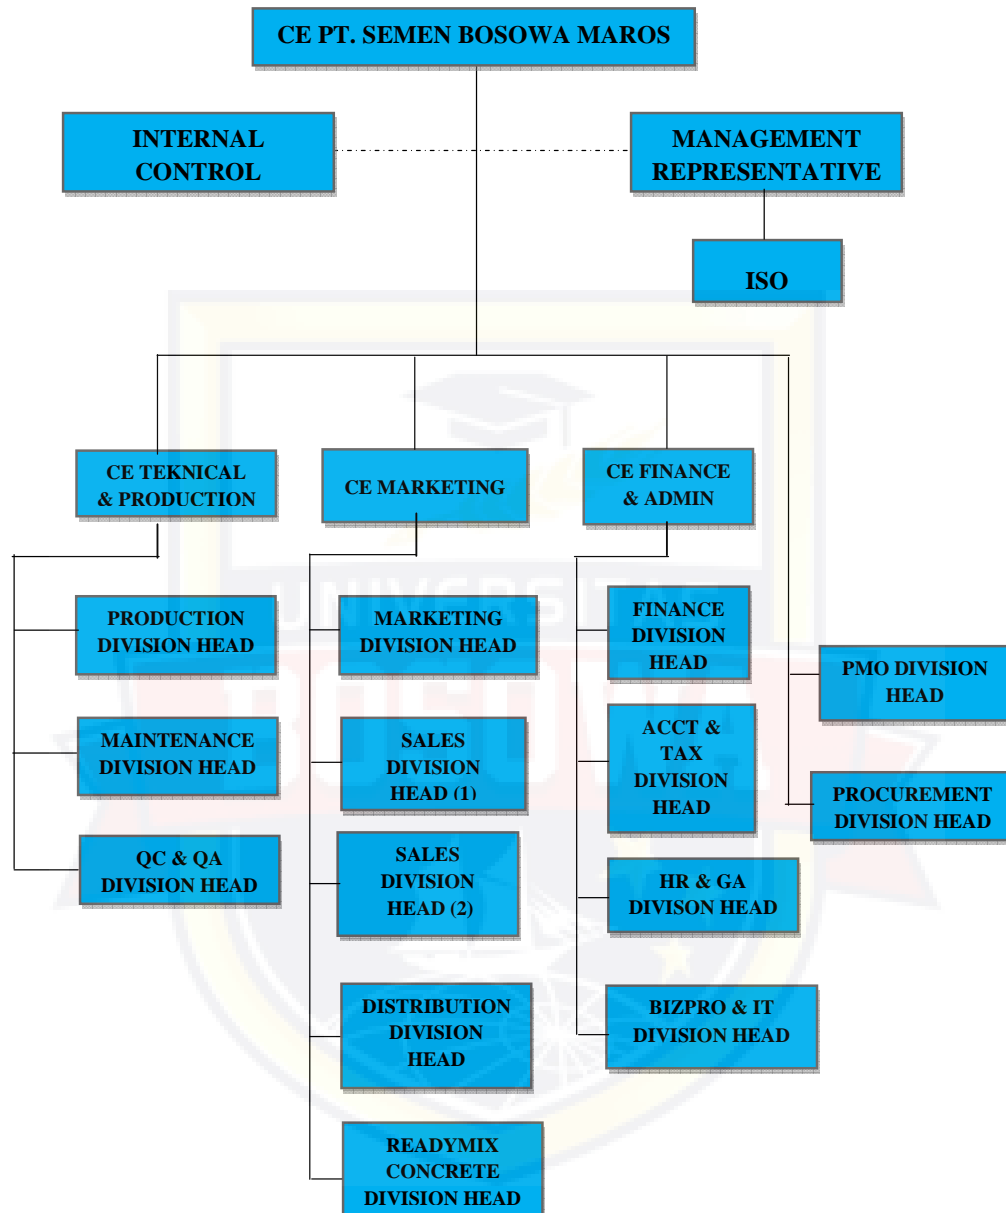 CE PT. SEMEN BOSOWA MAROS
INTERNAL
CONTROL
MANAGEMENT
REPRESENTATIVE
ISO
CE TEKNICAL
& PRODUCTION
CE MARKETING
CE FINANCE
& ADMIN
PRODUCTION
DIVISION HEAD
MAINTENANCE
DIVISION HEAD
QC & QA
DIVISION HEAD
MARKETING
DIVISION HEAD
SALES
DIVISION
HEAD (1)
SALES
DIVISION
HEAD (2)
DISTRIBUTION
DIVISION
HEAD
READYMIX
CONCRETE
DIVISION HEAD
FINANCE
DIVISION
HEAD
ACCT &
TAX
DIVISION
HEAD
HR & GA
DIVISON HEAD
BIZPRO & IT
DIVISION HEAD
PMO DIVISION
HEAD
PROCUREMENT
DIVISION HEAD
UNIVERSITAS
BOSOWA